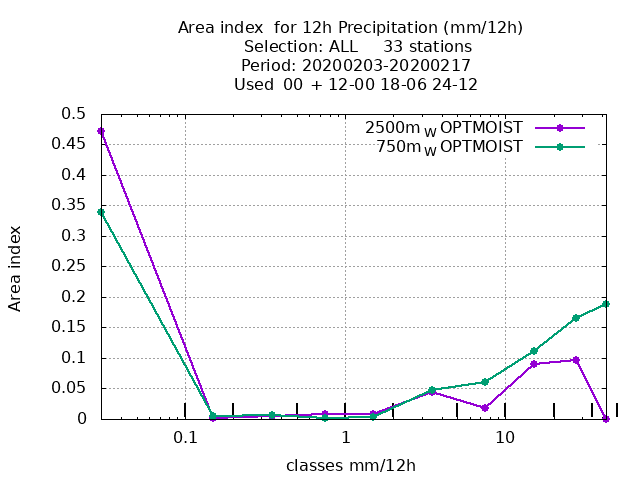 Area index  for 12h Precipitation (mm/12h)
Selection: ALL     33 stations
Period: 20200203-20200217
Used  00  + 12-00 18-06 24-12
2500m W OPTMOIST
750m W OPTMOIST
0.5
0.45
0.4
0.35
0.3
0.25
0.2
0.15
0.1
0.05
0
Area index
0.1 1 10
classes mm/12h